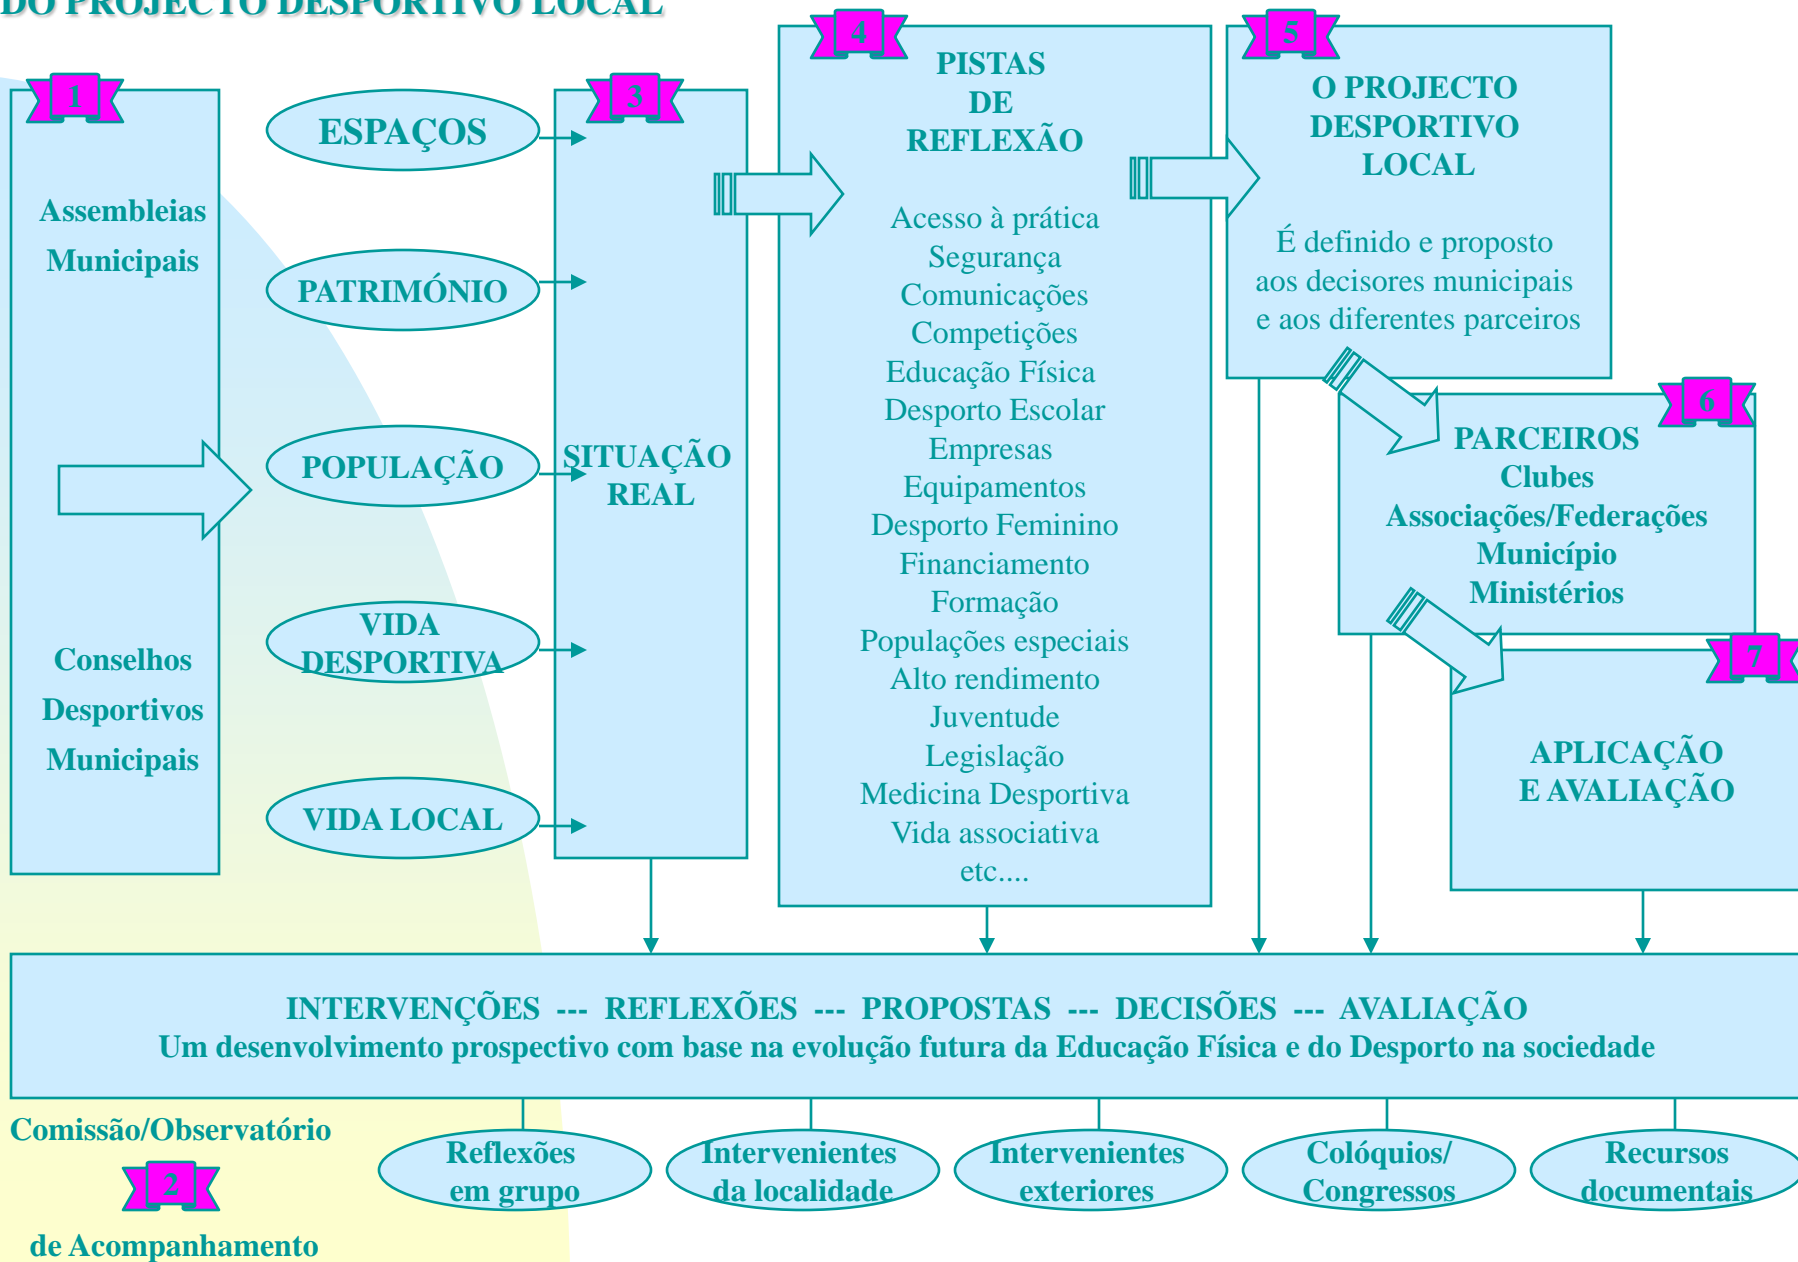 DO PROJECTO DESPORTIVO LOCAL
1
Assembleias
Municipais
Conselhos
Desportivos
Municipais
ESPAÇOS
PATRIMÓNIO
POPULAÇÃO
VIDA
DESPORTIVA
VIDA LOCAL
3
SITUAÇÃO
REAL
4
PISTAS
DE
REFLEXÃO
Acesso à prática
Segurança
Comunicações
Competições
Educação Física
Desporto Escolar
Empresas
Equipamentos
Desporto Feminino
Financiamento
Formação
Populações especiais
Alto rendimento
Juventude
Legislação
Medicina Desportiva
Vida associativa
etc....
5
O PROJECTO
DESPORTIVO
LOCAL
É definido e proposto
aos decisores municipais
e aos diferentes parceiros
6
PARCEIROS
Clubes
Associações/Federações
Município
Ministérios
7
APLICAÇÃO
E AVALIAÇÃO
INTERVENÇÕES --- REFLEXÕES --- PROPOSTAS --- DECISÕES --- AVALIAÇÃO
Um desenvolvimento prospectivo com base na evolução futura da Educação Física e do Desporto na sociedade
Comissão/Observatório
2
de Acompanhamento
Reflexões
em grupo
Intervenientes
da localidade
Intervenientes
exteriores
Colóquios/
Congressos
Recursos
documentais